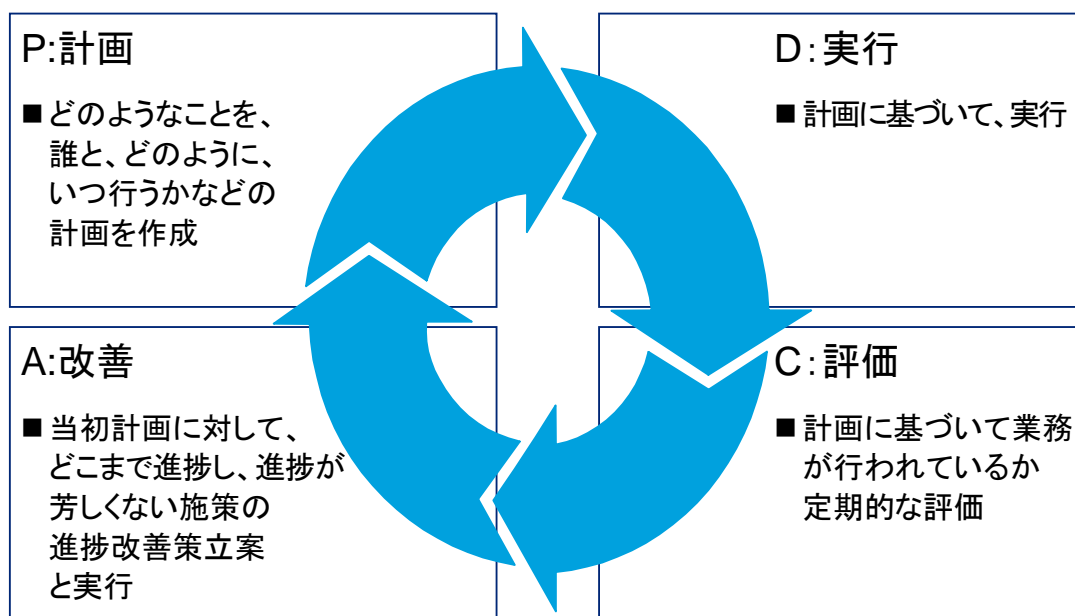 P:計画
■ どのようなことを、
誰と、どのように、
いつ行うかなどの
計画を作成
D:実行
■ 計画に基づいて、実行
A:改善
■ 当初計画に対して、
どこまで進捗し、進捗が
芳しくない施策の
進捗改善策立案
と実行
C:評価
■ 計画に基づいて業務
が行われているか
定期的な評価